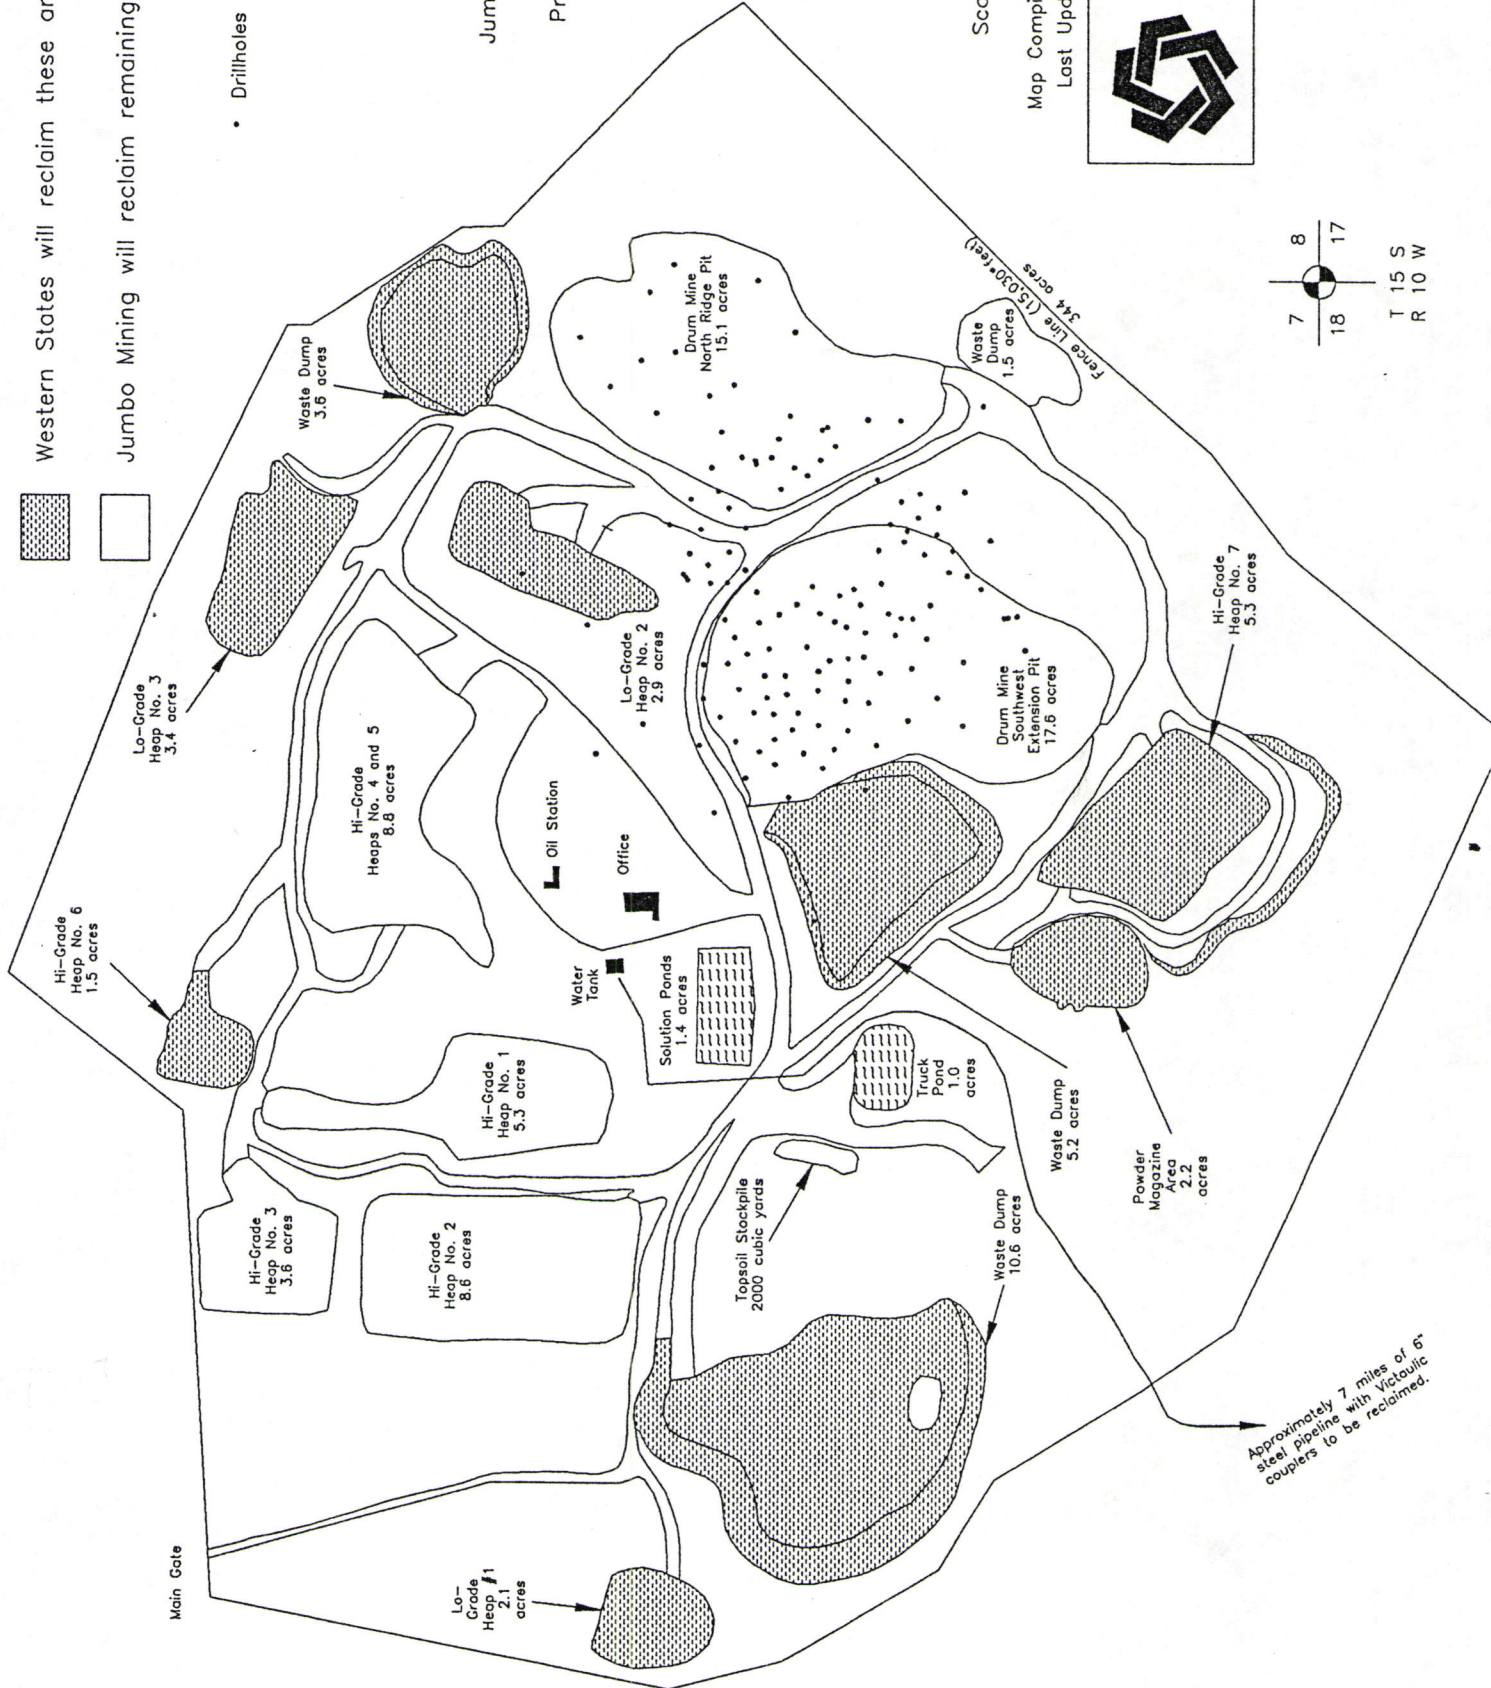 Western States will reclaim these
Jumbo Mining will reclaim remaining
Drillholes
Main Gate
Lo-
Grade
Heap #1
2.1
acres
Hi-Grade
Heap No. 3
3.6 acres
Hi-Grade
Heap No. 2
8.6 acres
Hi-Grade
Heap No. 6
1.5 acres
Hi-Grade
Heap No. 1
5.3 acres
Lo-Grade
Heap No. 3
3.4 acres
Hi-Grade
Heaps No. 4 and 5
8.8 acres
Waste Dump
3.6 acres
Oil Station
Office
Water
Tank
Solution Ponds
1.4 acres
Lo-Grade
Heap No. 2
2.9 acres
Drum Mine
North Ridge Pit
15.1 acres
Waste
Dump
1.5 acres
Fence Line (15,030" feet)
344 acres
Drum Mine
Southwest
Extension Pit
17.6 acres
Hi-Grade
Heap No. 7
5.3 acres
Truck
Pond
1.0
acres
Topsoil Stockpile
2000 cubic yards
Waste Dump
10.6 acres
Waste Dump
5.2 acres
Powder
Magazine
Area
2.2
acres
Approximately 7 miles of 6"
steel pipeline with Victaulic
couplers to be reclaimed.
7 8
18 17
T 15 S
R 10 W
Map
Last